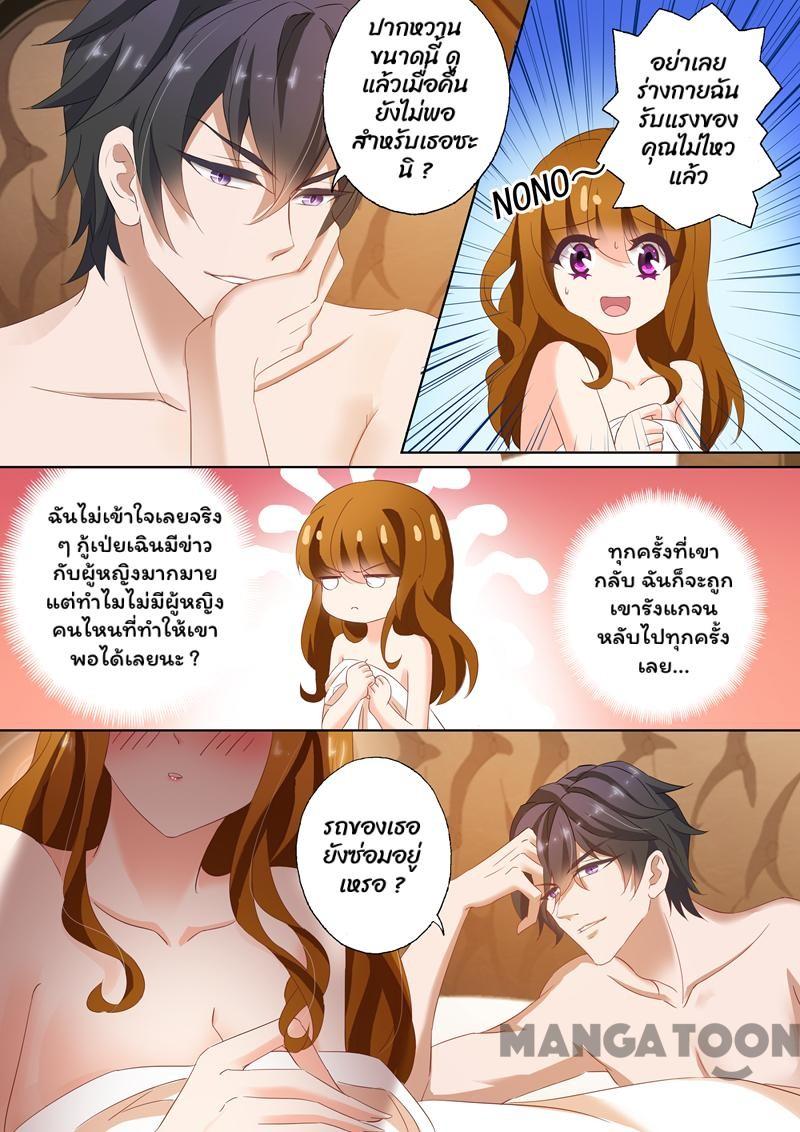 ปากหวาน
ขนาดนี้ ดู
แล้วเมื่อคืน
ยังไม่พอ
สำหรับเธอซะ
นิ ?
อย่าเลย
ร่างกายฉัน
รับแรงของ
คุณไม่ไหว
แล้ว
NONO~
ฉันไม่เข้าใจเลยจริง
ๆ กู้เป่ยเฉินมีข่าว
กับผู้หญิงมากมาย
แต่ทำไมไม่มีผู้หญิง
คนไหนที่ทำให้เขา
พอได้เลยนะ ?
ทุกครั้งที่เขา
กลับ ฉันก็จะถูก
เขารังแกจน
หลับไปทุกครั้ง
เลย...
รถของเธอ
ยังซ่อมอยู่
เหรอ ?
MANGATOON